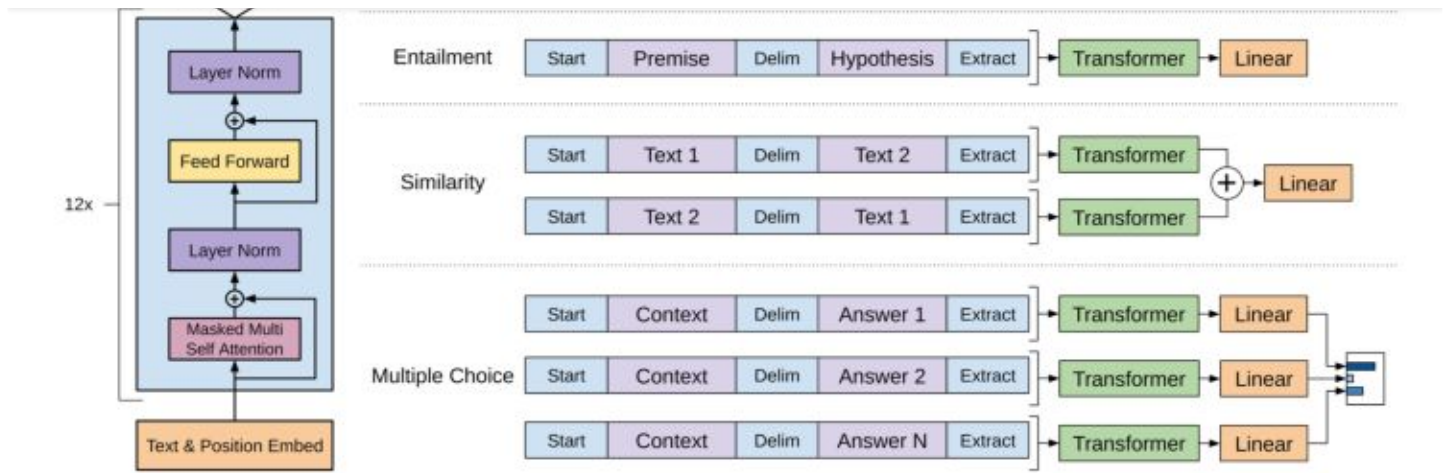 Layer Norm
Feed Forward
12x
Layer Norm
Masked Multi
Self Attention
Text & Position Embed
Entailment
Start Premise Delim Hypothesis Extract Transformer Linear
Similarity
Start Text 1 Delim Text 2 Extract Transformer
Linear
Start Text 2 Delim Text 1 Extract Transformer
Multiple Choice
Start Context Delim Answer 1 Extract Transformer Linear
Start Context Delim Answer 2 Extract Transformer Linear
Start Context Delim Answer N Extract Transformer Linear